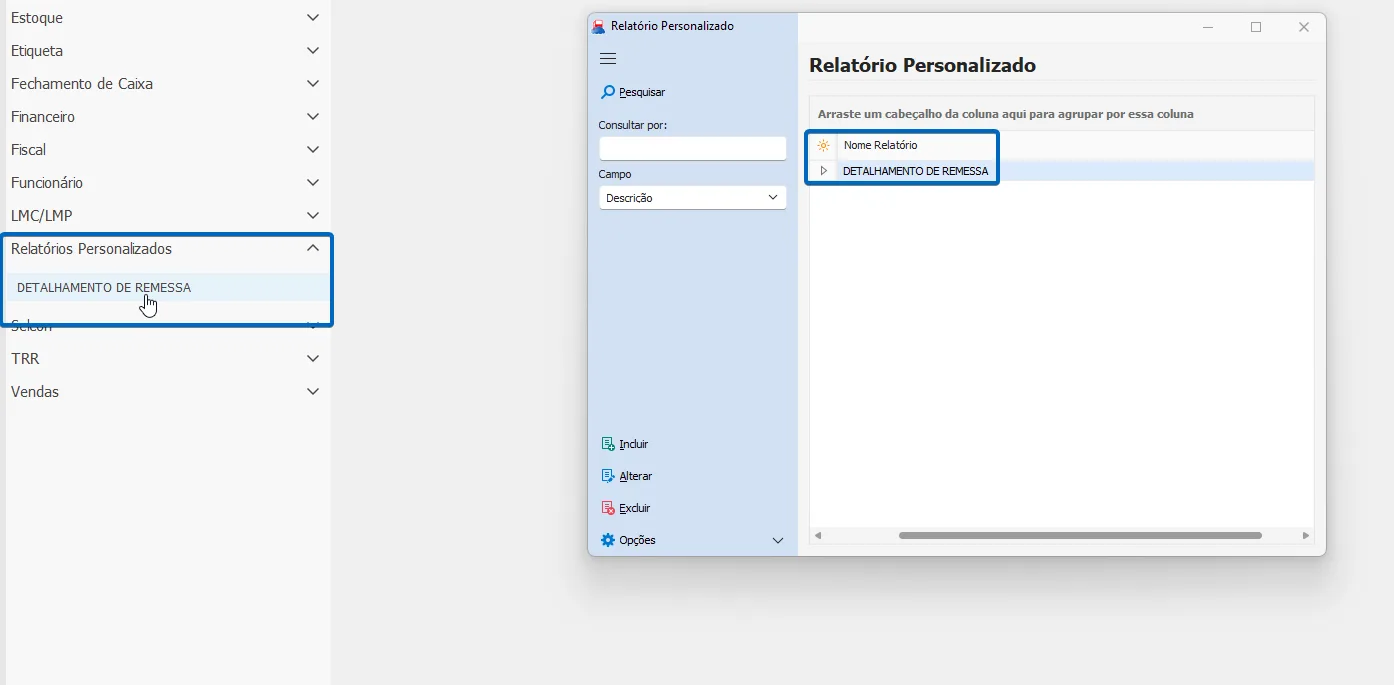 Estoque
Etiqueta
Fechamento de Caixa
Financeiro
Fiscal
Funcionário
LMC/LMP
Relatórios Personalizados
DETALHAMENTO DE REMESSA
Selcon
TRR
Vendas
Relatório Personalizado
Pesquisar
Consultar por:
Campo
Descrição
Incluir
Alterar
Excluir
Opções
Relatório Personalizado
Arraste um cabeçalho da coluna aqui para agrupar por essa coluna
Nome Relatório
DETALHAMENTO DE REMESSA